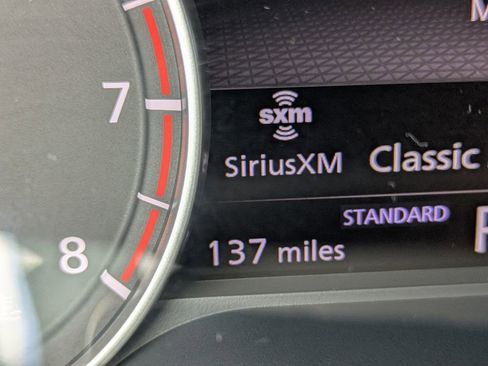 7
sxm
SiriusXM Classic
STANDARD
8
137 miles